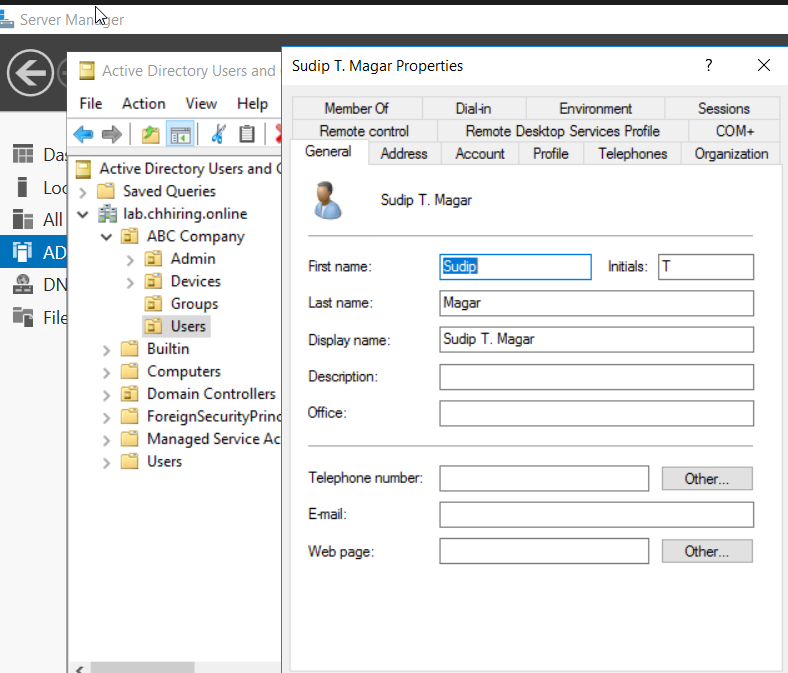 Server Manager
Active Directory Users and
File Action View Help
Active Directory Users and C
Saved Queries
lab.chhiring.online
ABC Company
Admin
Devices
Groups
Users
Builtin
Computers
Domain Controllers
ForeignSecurityPrinc
Managed Service Ac
Users
Das
Loc
All
AD
DN
File
Sudip T. Magar Properties
?
Member Of Dial-in Environment Sessions
Remote control Remote Desktop Services Profile COM+
General Address Account Profile Telephones Organization
Sudip T. Magar
First name: Sudip Initials: T
Last name: Magar
Display name: Sudip T. Magar
Description:
Office:
Telephone number: Other...
E-mail:
Web page: Other...